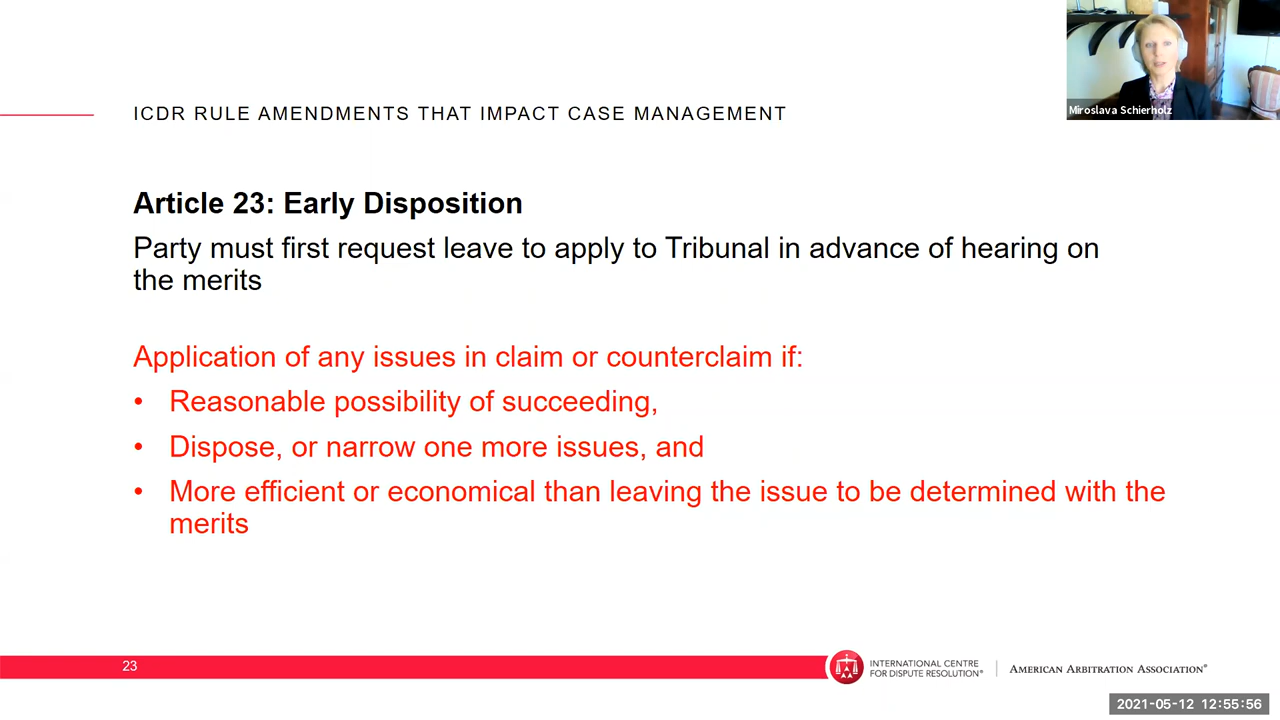 Miroslava Schierholz
ICDR RULE AMENDMENTS THAT IMPACT CASE MANAGEMENT
Article 23: Early Disposition
Party must first request leave to apply to Tribunal in advance of hearing on
the merits
Application of any issues in claim or counterclaim if:
• Reasonable possibility of succeeding,
• Dispose, or narrow one more issues, and
• More efficient or economical than leaving the issue to be determined with the
merits
23
INTERNATIONAL CENTRE
FOR DISPUTE RESOLUTION®
AMERICAN ARBITRATION ASSOCIATION®
2021-05-12 12:55:56